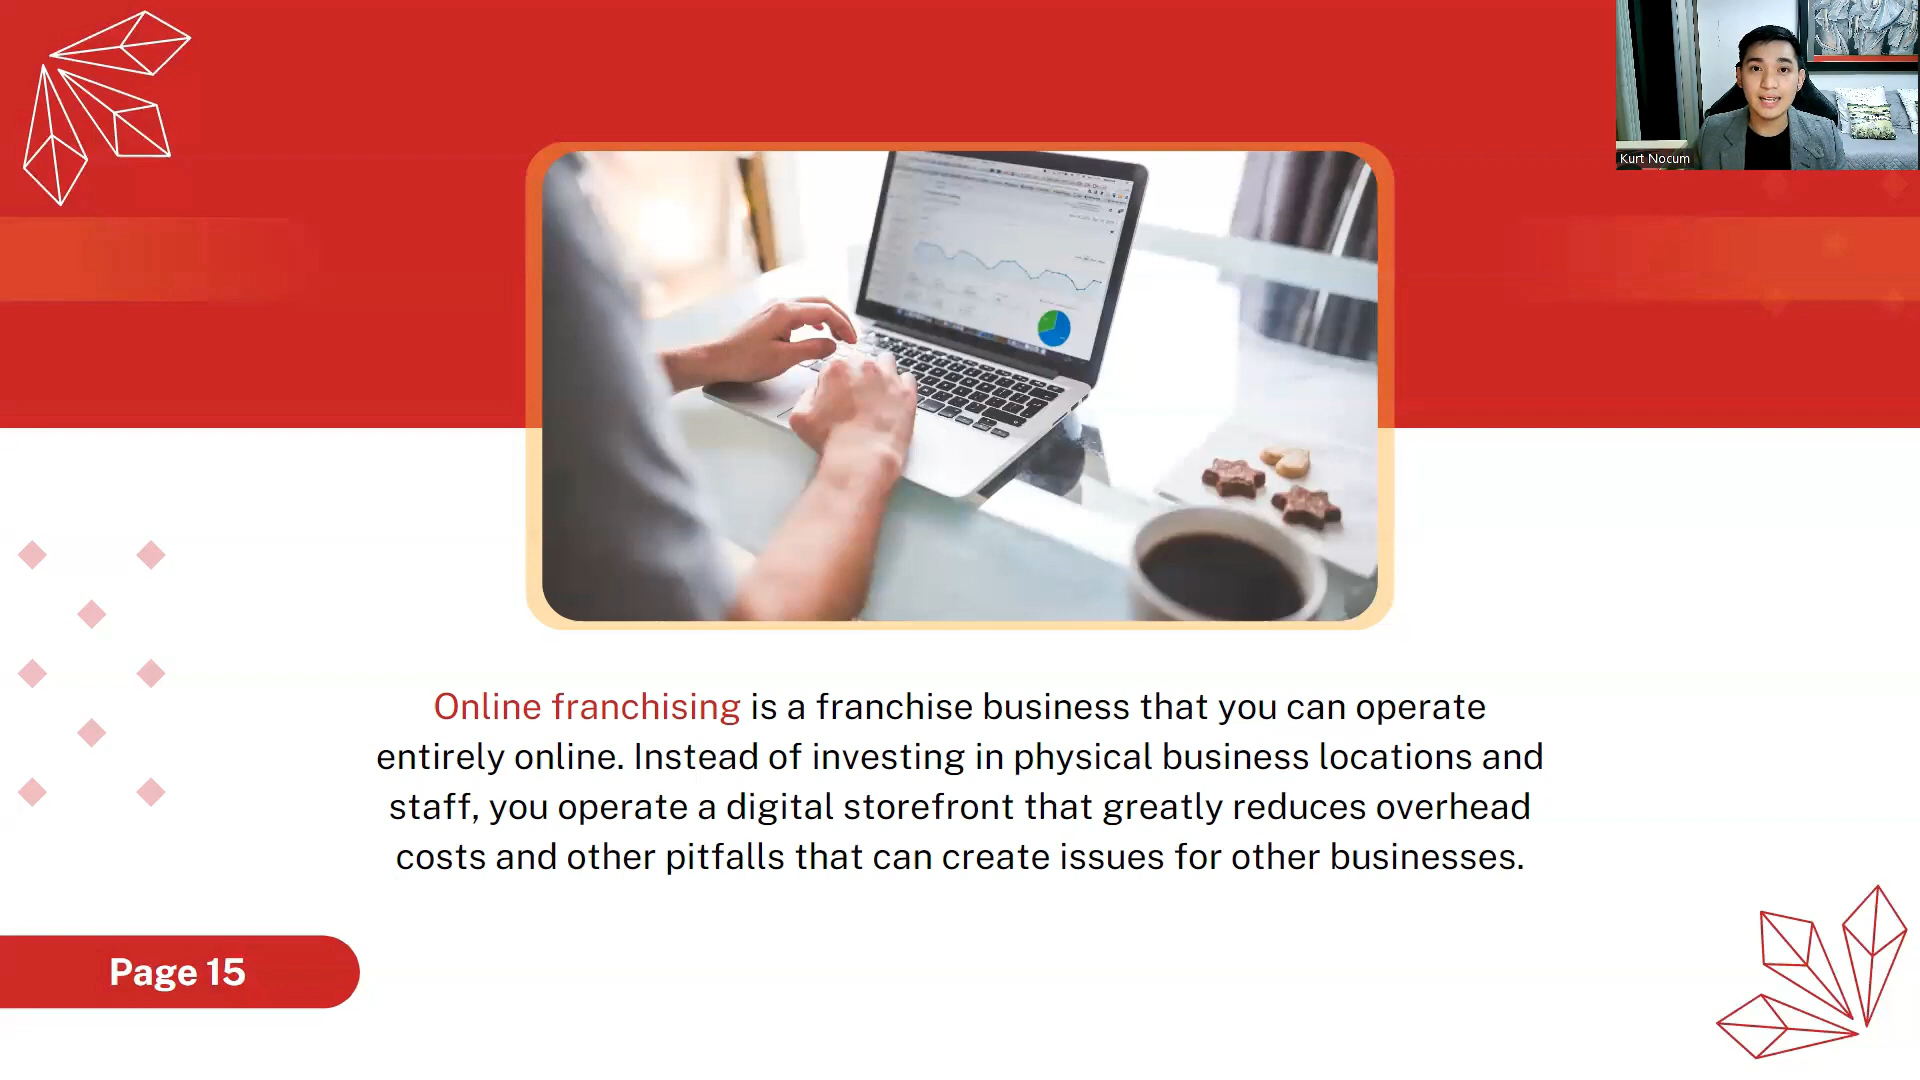 Kurt Nocum
Online franchising is a franchise business that you can operate
entirely online. Instead of investing in physical business locations and
staff, you operate a digital storefront that greatly reduces overhead
costs and other pitfalls that can create issues for other businesses.
Page 15